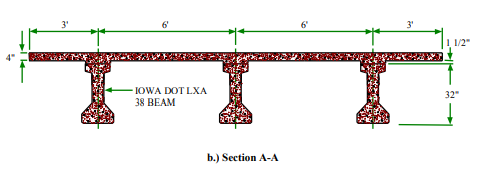 3' 6' 6' 3'
1 1/2"
4"
IOWA DOT LXA
38 BEAM
32"
b.) Section A-A